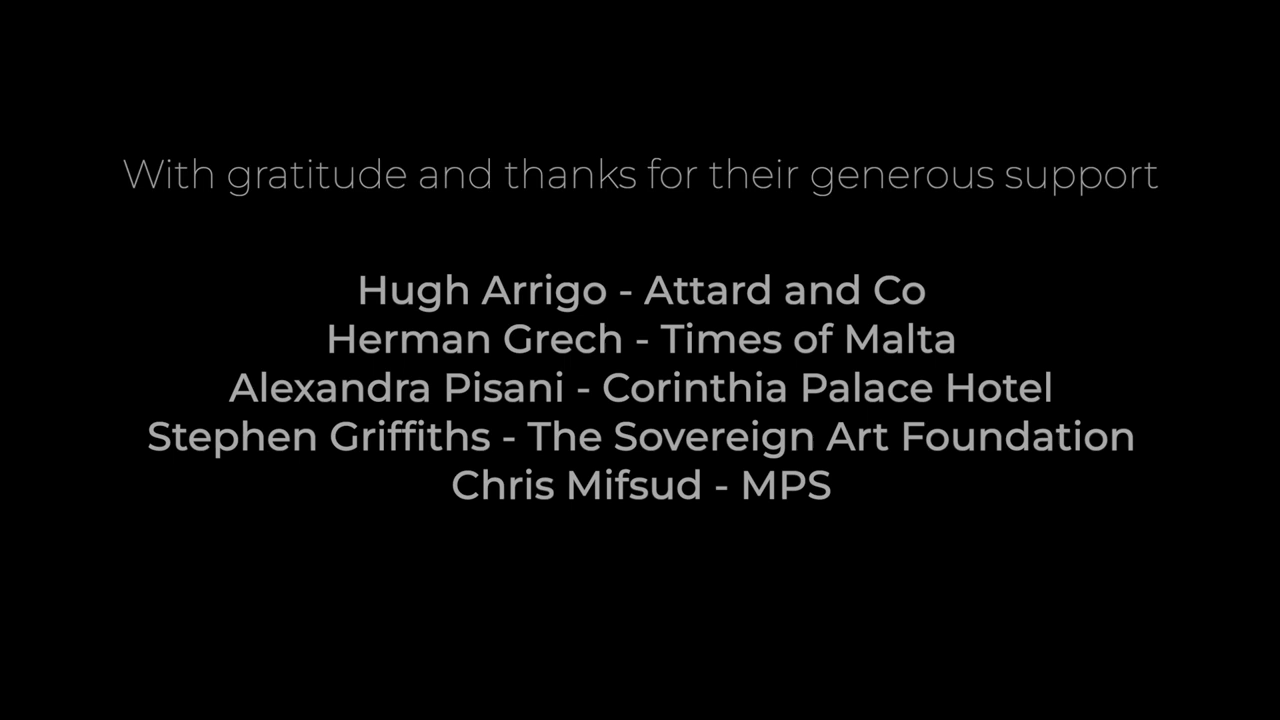 With gratitude and thanks for their generous support
Hugh Arrigo - Attard and Co
Herman Grech - Times of Malta
Alexandra Pisani - Corinthia Palace Hotel
Stephen Griffiths - The Sovereign Art Foundation
Chris Mifsud - MPS